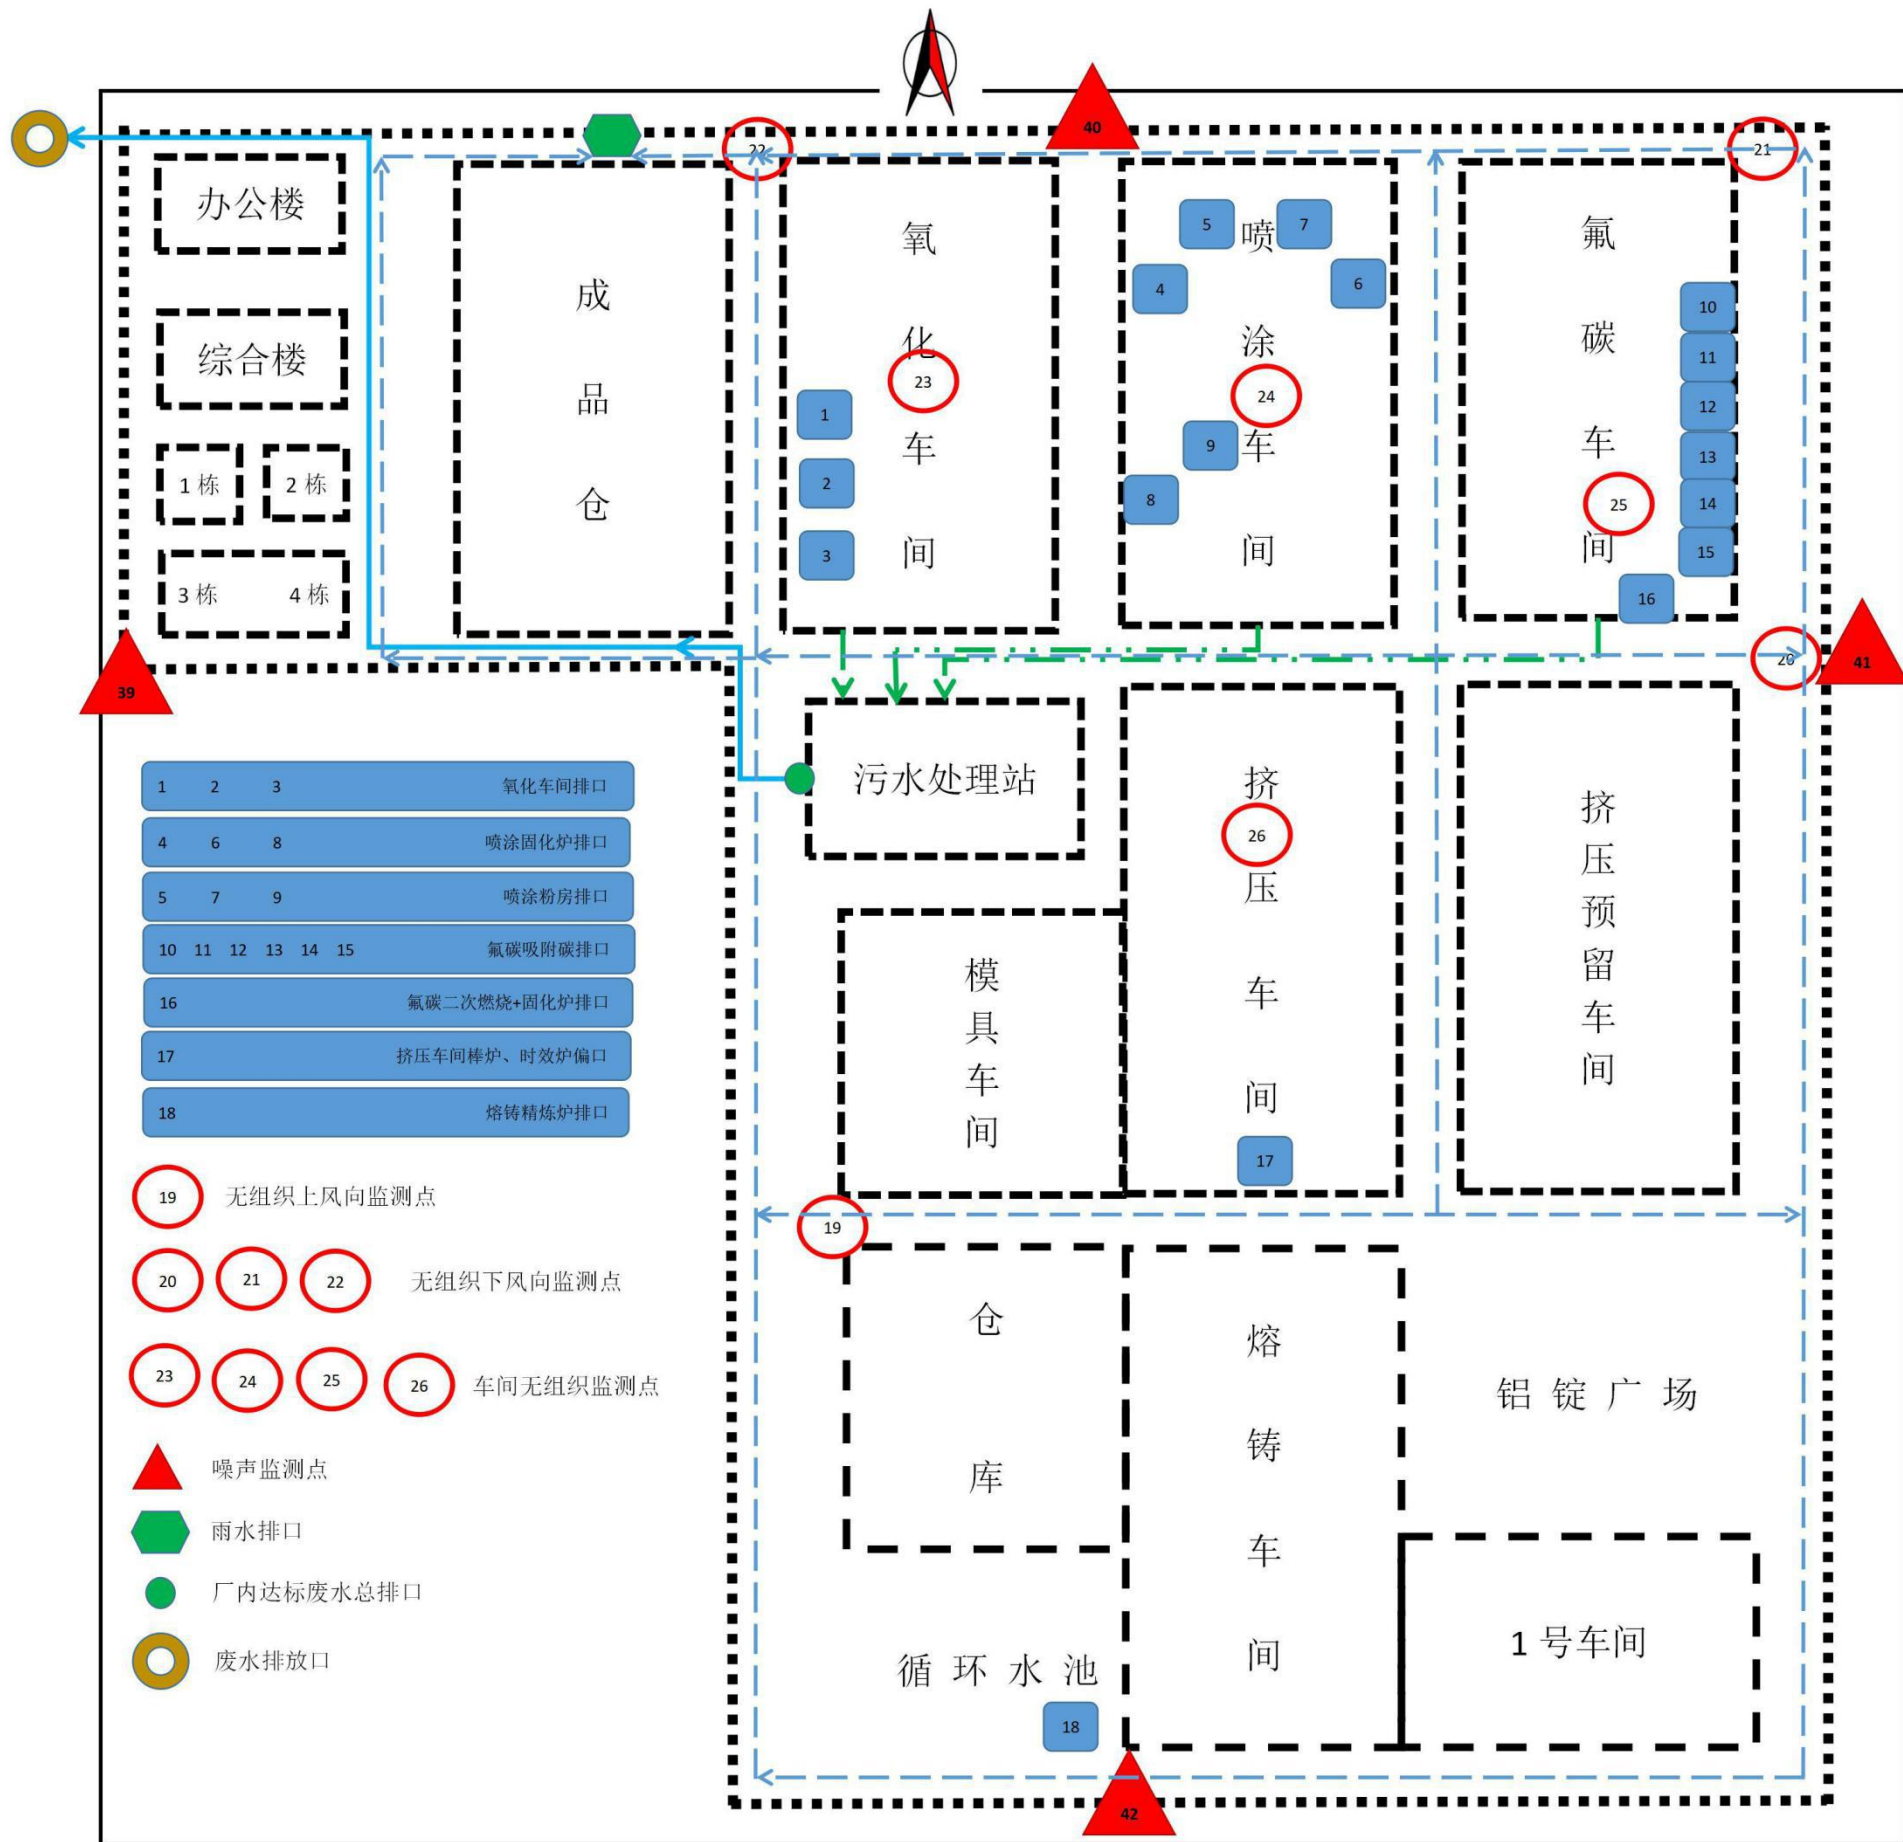 40
22
21
办公楼
综合楼
1栋
2栋
3栋
4栋
39
成品仓
氧化车间
23
1
2
3
喷涂车间
5
7
4
6
24
9
8
氟碳车间
10
11
12
13
14
15
25
16
20
41
污水处理站
挤压车间
26
17
挤压预留车间
模具车间
19
仓库
熔铸车间
铝锭广场
1号车间
循环水池
18
42
1 2 3 氧化车间排口
4 6 8 喷涂固化炉排口
5 7 9 喷涂粉房排口
10 11 12 13 14 15 氟碳吸附碳排口
16 氟碳二次燃烧+固化炉排口
17 挤压车间棒炉、时效炉偏口
18 熔铸精炼炉排口
19 无组织上风向监测点
20 21 22 无组织下风向监测点
23 24 25 26 车间无组织监测点
噪声监测点
雨水排口
厂内达标废水总排口
废水排放口